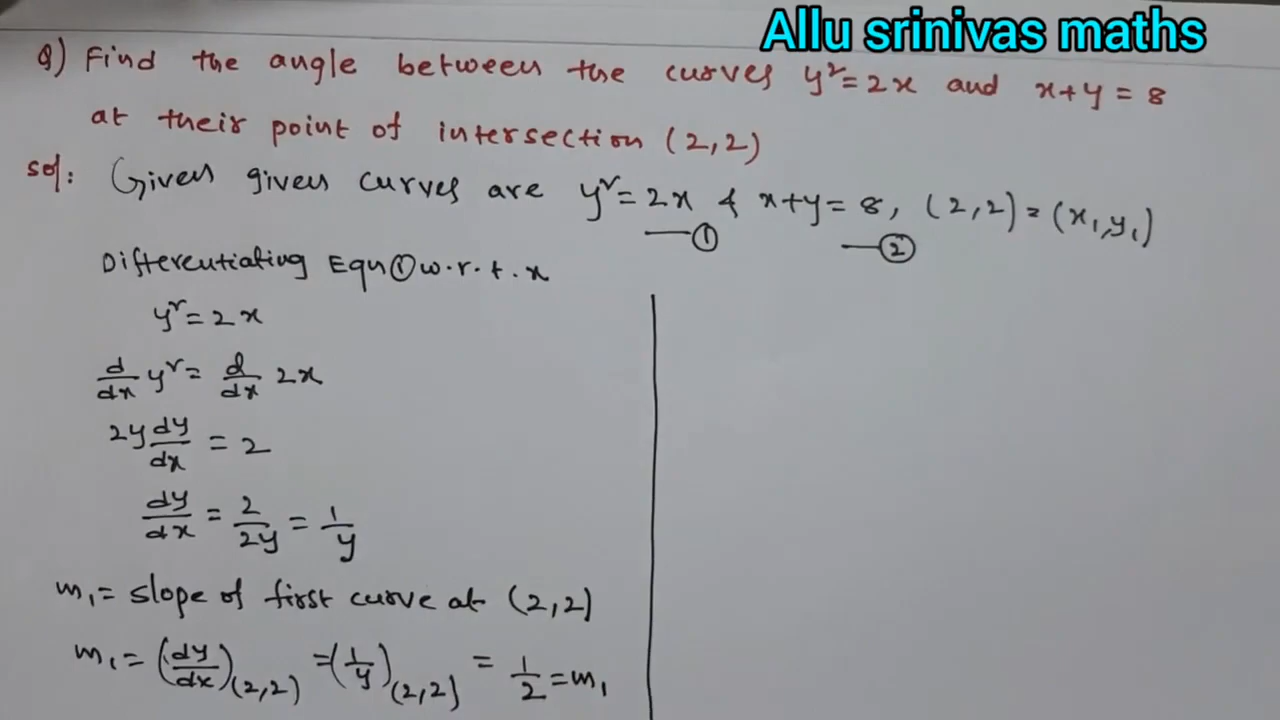 Allu srinivas maths
Q) Find the angle between the curves y² = 2x and x+y = 8
at their point of intersection (2,2)
Sol: Given given curves are y² = 2x & x+y = 8, (2,2) = (x₁,y₁)
—① —②
Differentiating Eqn ① w.r.t.x
y² = 2x
d/dx y² = d/dx 2x
2y dy/dx = 2
dy/dx = 2/2y = 1/y
m₁ = slope of first curve at (2,2)
m₁ = (dy/dx)(2,2) = (1/y)(2,2) = 1/2 = m₁